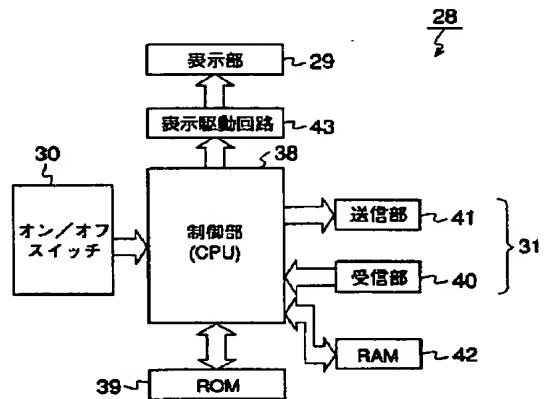 28
表示部
29
表示駆動回路
43
38
30
オン/オフ
スイッチ
制御部
(CPU)
送信部
41
31
受信部
40
RAM
42
39
ROM